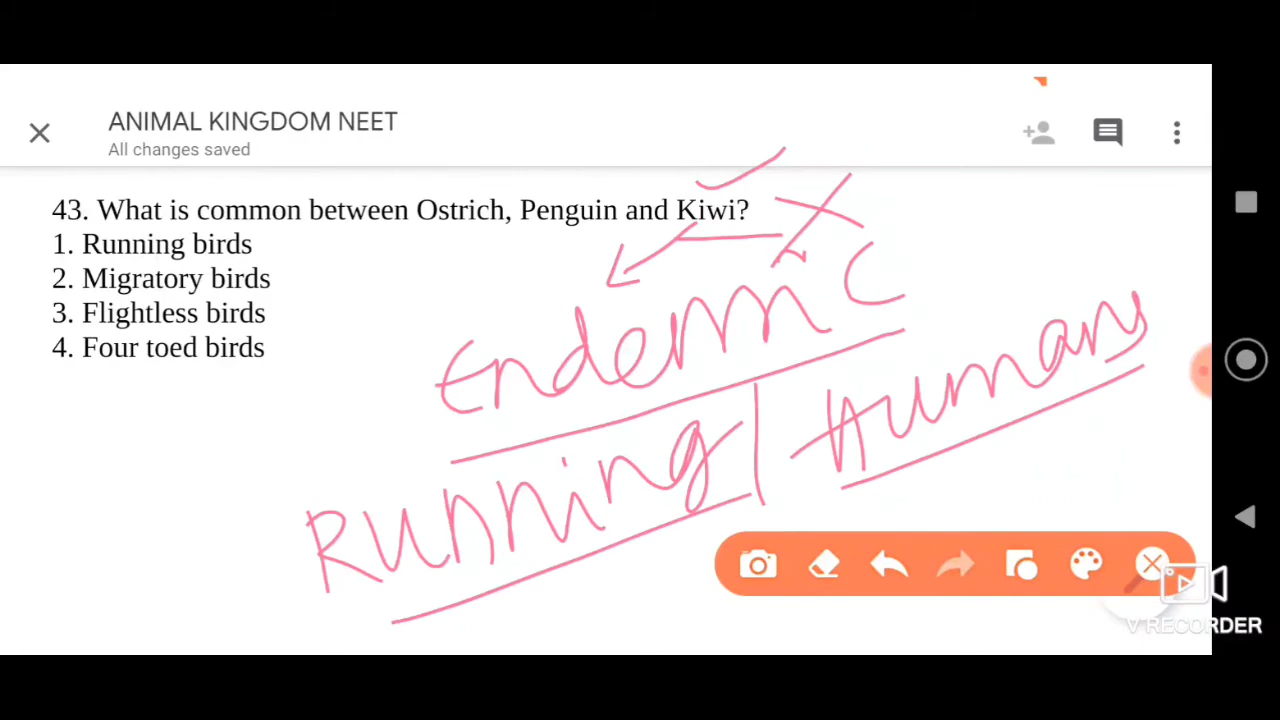 ANIMAL KINGDOM NEET
All changes saved
43. What is common between Ostrich, Penguin and Kiwi?
1. Running birds
2. Migratory birds
3. Flightless birds
4. Four toed birds
Endemic
Running | Humans
V RECORDER